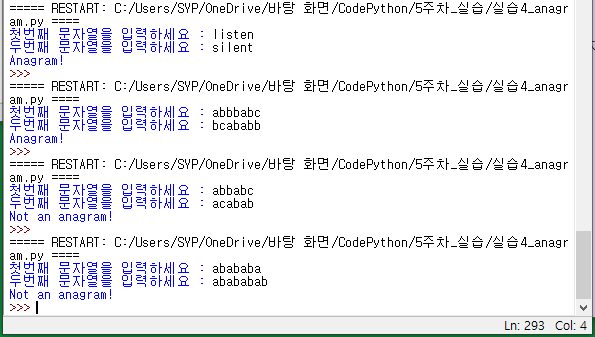 ===== RESTART: C:/Users/SYP/OneDrive/바탕 화면/CodePython/5주차_실습/실습4_anagr
am.py ====
첫번째 문자열을 입력하세요 : listen
두번째 문자열을 입력하세요 : silent
Anagram!
>>>
===== RESTART: C:/Users/SYP/OneDrive/바탕 화면/CodePython/5주차_실습/실습4_anagr
am.py ====
첫번째 문자열을 입력하세요 : abbbabc
두번째 문자열을 입력하세요 : bcababb
Anagram!
>>>
===== RESTART: C:/Users/SYP/OneDrive/바탕 화면/CodePython/5주차_실습/실습4_anagr
am.py ====
첫번째 문자열을 입력하세요 : abbabc
두번째 문자열을 입력하세요 : acabab
Not an anagram!
>>>
===== RESTART: C:/Users/SYP/OneDrive/바탕 화면/CodePython/5주차_실습/실습4_anagr
am.py ====
첫번째 문자열을 입력하세요 : abababa
두번째 문자열을 입력하세요 : abababab
Not an anagram!
>>>
Ln: 293 Col: 4